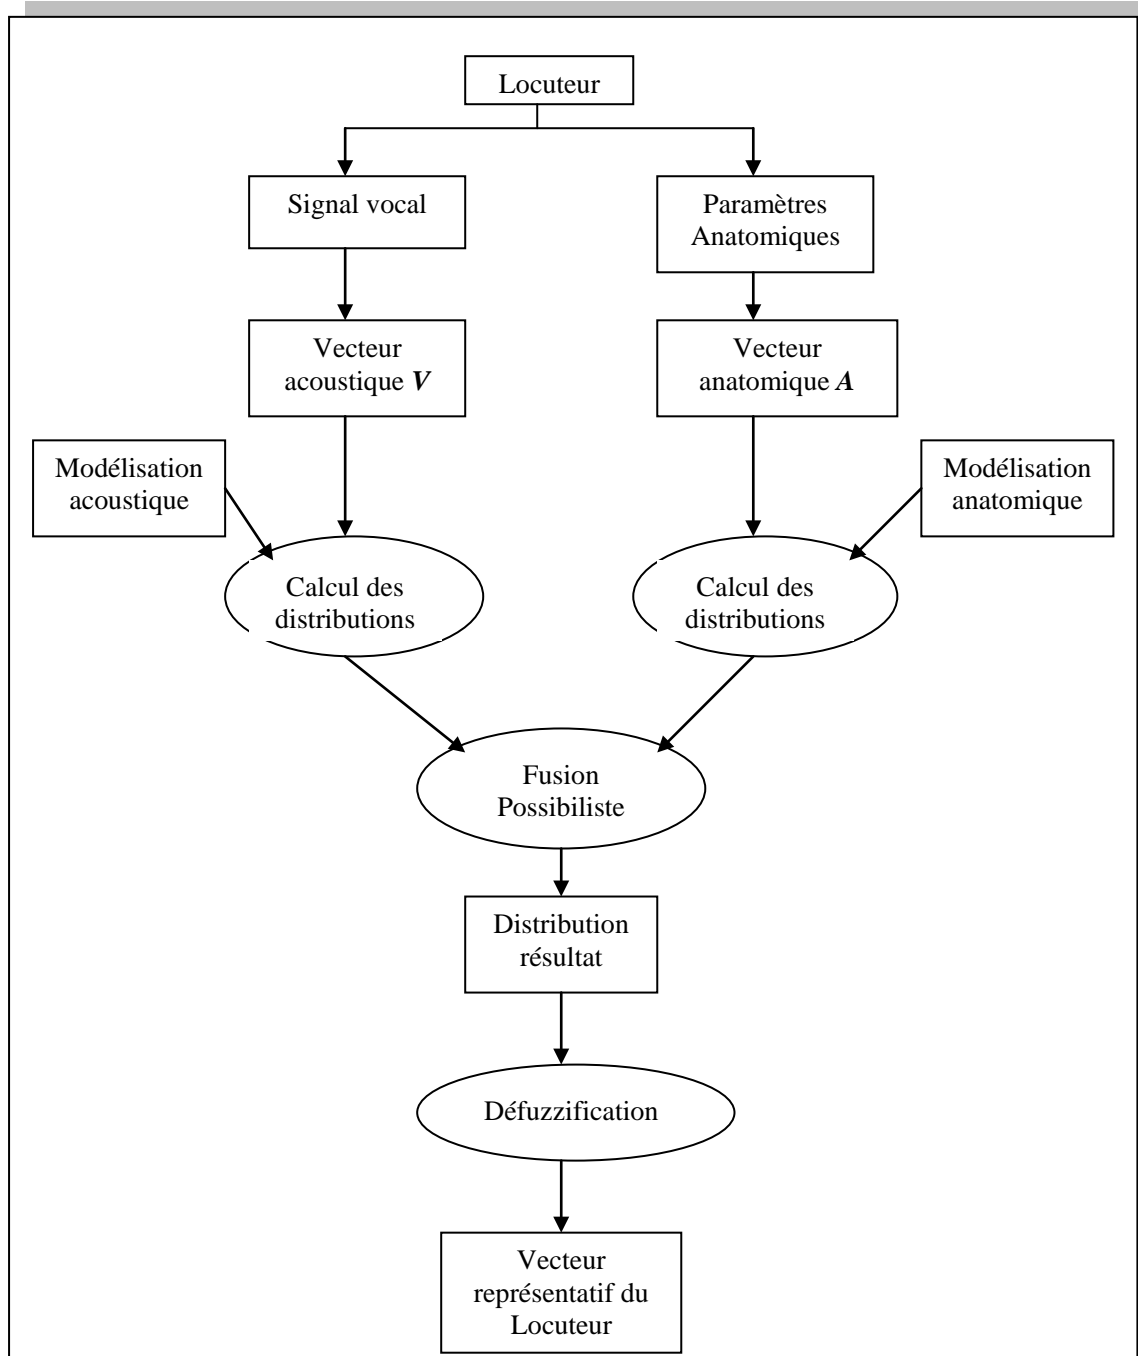 Locuteur
Signal vocal
Paramètres
Anatomiques
Vecteur
acoustique V
Vecteur
anatomique A
Modélisation
acoustique
Modélisation
anatomique
Calcul des
distributions
Calcul des
distributions
Fusion
Possibiliste
Distribution
résultat
Défuzzification
Vecteur
représentatif du
Locuteur